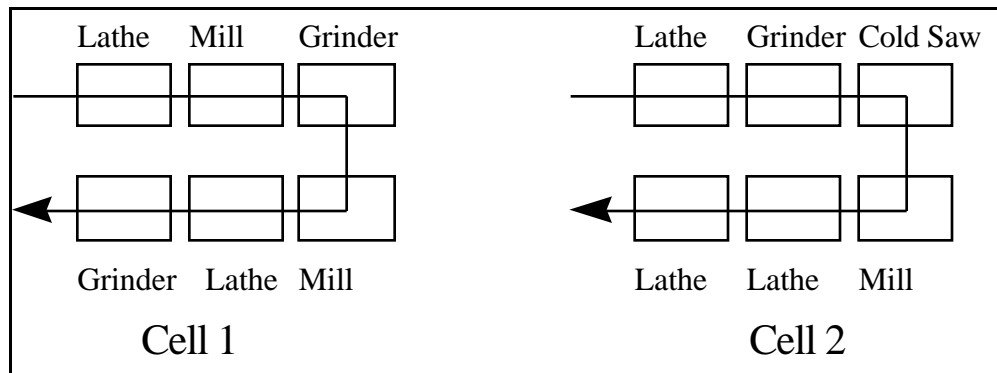 Lathe Mill Grinder Lathe Grinder Cold Saw
Grinder Lathe Mill Lathe Lathe Mill
Cell 1 Cell 2